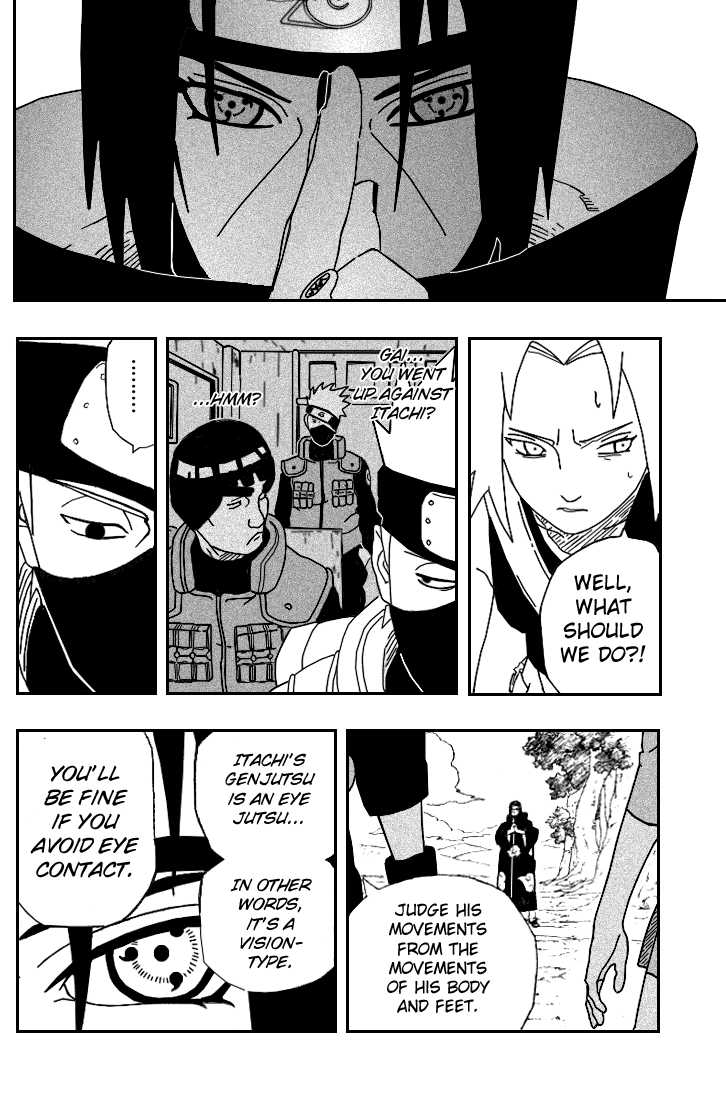 WELL,
WHAT
SHOULD
WE DO?!
GAI...
YOU WENT
UP AGAINST
ITACHI?
...HMM?
.........
JUDGE HIS
MOVEMENTS
FROM THE
MOVEMENTS
OF HIS BODY
AND FEET.
ITACHI'S
GENJUTSU
IS AN EYE
JUTSU...
IN OTHER
WORDS,
IT'S A
VISION-
TYPE.
YOU'LL
BE FINE
IF YOU
AVOID EYE
CONTACT.